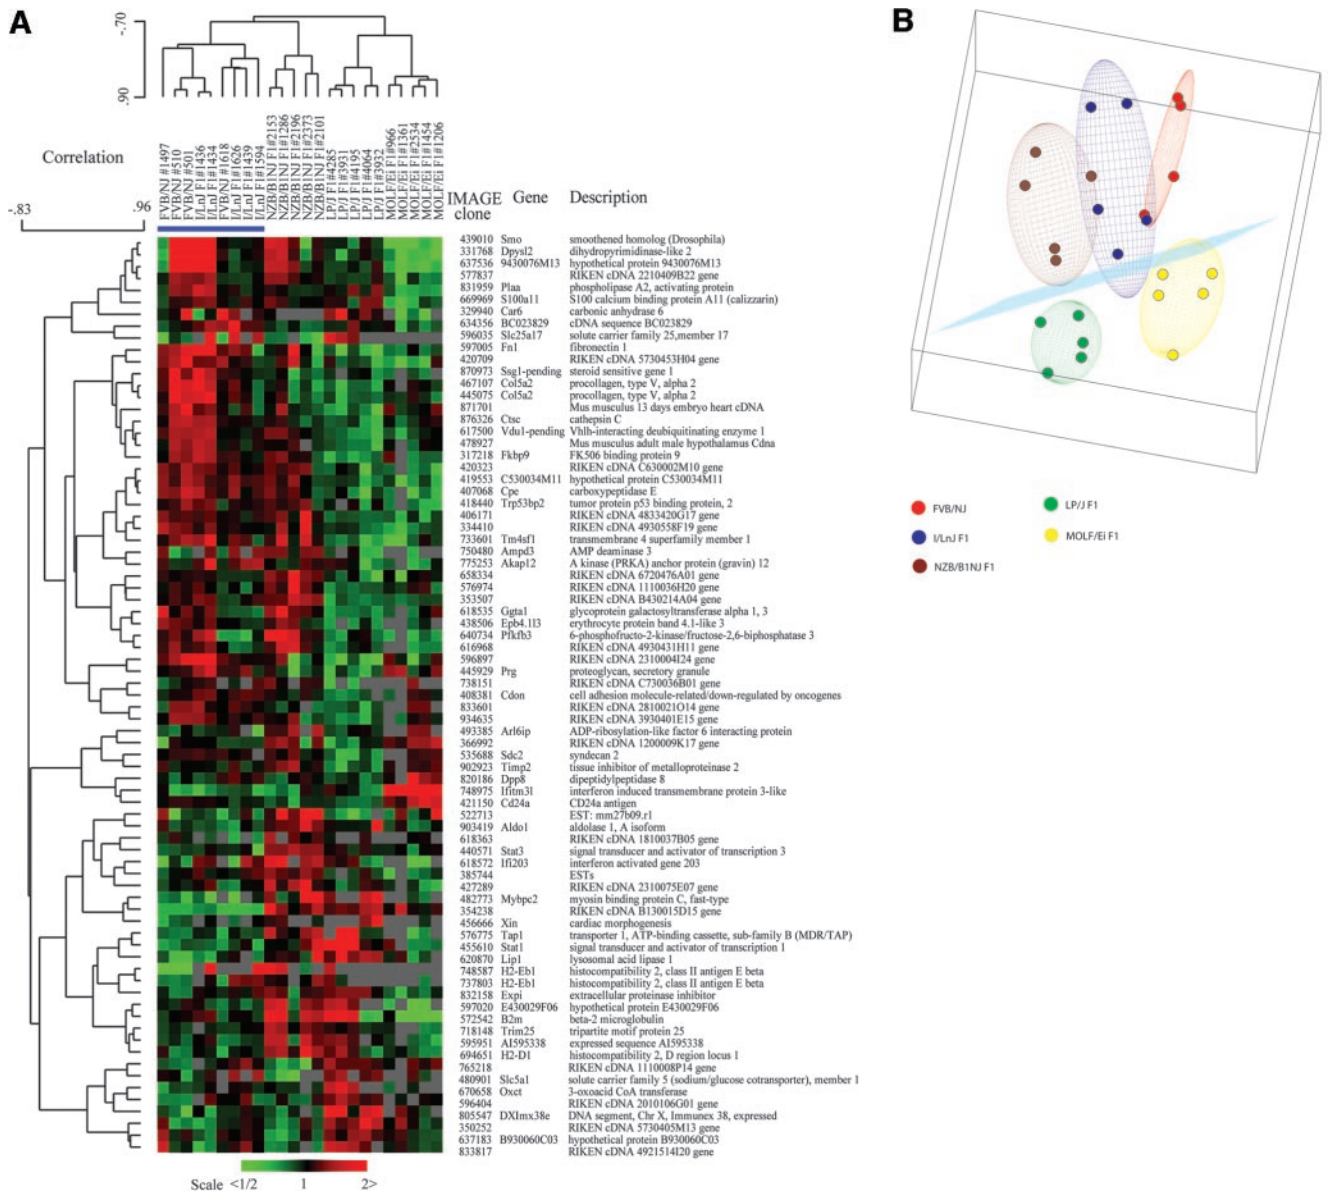 A
B
-.70
.90
Correlation
-.83 .96
FVB/NJ #1497
FVB/NJ #510
FVB/NJ #501
I/LnJ F1#1436
I/LnJ F1#1434
FVB/NJ #1618
I/LnJ F1#1626
I/LnJ F1#1439
I/LnJ F1#1594
NZB/B1NJ F1#2153
NZB/B1NJ F1#1286
NZB/B1NJ F1#2196
NZB/B1NJ F1#2373
NZB/B1NJ F1#2101
LP/J F1#4285
LP/J F1#3931
LP/J F1#4195
LP/J F1#4064
LP/J F1#3932
MOLF/Ei F1#966
MOLF/Ei F1#1361
MOLF/Ei F1#2534
MOLF/Ei F1#1454
MOLF/Ei F1#1206
IMAGE clone Gene Description
439010 Smo smoothened homolog (Drosophila)
331768 Dpysl2 dihydropyrimidinase-like 2
637536 9430076M13 hypothetical protein 9430076M13
577837 RIKEN cDNA 2210409B22 gene
831959 Plaa phospholipase A2, activating protein
669969 S100a11 S100 calcium binding protein A11 (calizzarin)
329940 Car6 carbonic anhydrase 6
634356 BC023829 cDNA sequence BC023829
596035 Slc25a17 solute carrier family 25,member 17
597005 Fn1 fibronectin 1
420709 RIKEN cDNA 5730453H04 gene
870973 Ssg1-pending steroid sensitive gene 1
467107 Col5a2 procollagen, type V, alpha 2
445075 Col5a2 procollagen, type V, alpha 2
871701 Mus musculus 13 days embryo heart cDNA
876326 Ctsc cathepsin C
617500 Vdu1-pending Vhlh-interacting deubiquitinating enzyme 1
478927 Mus musculus adult male hypothalamus Cdna
317218 Fkbp9 FK506 binding protein 9
420323 RIKEN cDNA C630002M10 gene
419553 C530034M11 hypothetical protein C530034M11
407068 Cpe carboxypeptidase E
418440 Trp53bp2 tumor protein p53 binding protein, 2
406171 RIKEN cDNA 4833420G17 gene
334410 RIKEN cDNA 4930558F19 gene
733601 Tm4sf1 transmembrane 4 superfamily member 1
750480 Ampd3 AMP deaminase 3
775253 Akap12 A kinase (PRKA) anchor protein (gravin) 12
658334 RIKEN cDNA 6720476A01 gene
576974 RIKEN cDNA 1110036H20 gene
353507 RIKEN cDNA B430214A04 gene
618535 Ggta1 glycoprotein galactosyltransferase alpha 1, 3
438506 Epb4.1l3 erythrocyte protein band 4.1-like 3
640734 Pfkfb3 6-phosphofructo-2-kinase/fructose-2,6-biphosphatase 3
616968 RIKEN cDNA 4930431H11 gene
596897 RIKEN cDNA 2310004I24 gene
445929 Prg proteoglycan, secretory granule
738151 RIKEN cDNA C730036B01 gene
408381 Cdon cell adhesion molecule-related/down-regulated by oncogenes
833601 RIKEN cDNA 2810021O14 gene
934635 RIKEN cDNA 3930401E15 gene
493385 Arl6ip ADP-ribosylation-like factor 6 interacting protein
366992 RIKEN cDNA 1200009K17 gene
535688 Sdc2 syndecan 2
902923 Timp2 tissue inhibitor of metalloproteinase 2
820186 Dpp8 dipeptidylpeptidase 8
748975 Ifitm3l interferon induced transmembrane protein 3-like
421150 Cd24a CD24a antigen
522713 EST: mm27b09.r1
903419 Aldo1 aldolase 1, A isoform
618363 RIKEN cDNA 1810037B05 gene
440571 Stat3 signal transducer and activator of transcription 3
618572 Ifi203 interferon activated gene 203
385744 ESTs
427289 RIKEN cDNA 2310075E07 gene
482773 Mybpc2 myosin binding protein C, fast-type
354238 RIKEN cDNA B130015D15 gene
456666 Xin cardiac morphogenesis
576775 Tap1 transporter 1, ATP-binding cassette, sub-family B (MDR/TAP)
455610 Stat1 signal transducer and activator of transcription 1
620870 Lip1 lysosomal acid lipase 1
748587 H2-Eb1 histocompatibility 2, class II antigen E beta
737803 H2-Eb1 histocompatibility 2, class II antigen E beta
832158 Expi extracellular proteinase inhibitor
597020 E430029F06 hypothetical protein E430029F06
572542 B2m beta-2 microglobulin
718148 Trim25 tripartite motif protein 25
595951 AI595338 expressed sequence AI595338
694651 H2-D1 histocompatibility 2, D region locus 1
765218 RIKEN cDNA 1110008P14 gene
480901 Slc5a1 solute carrier family 5 (sodium/glucose cotransporter), member 1
670658 Oxct 3-oxoacid CoA transferase
596404 RIKEN cDNA 2010106G01 gene
805547 DXImx38e DNA segment, Chr X, Immunex 38, expressed
350252 RIKEN cDNA 5730405M13 gene
637183 B930060C03 hypothetical protein B930060C03
833817 RIKEN cDNA 4921514I20 gene
Scale <1/2 1 2>
FVB/NJ
I/LnJ F1
NZB/B1NJ F1
LP/J F1
MOLF/Ei F1